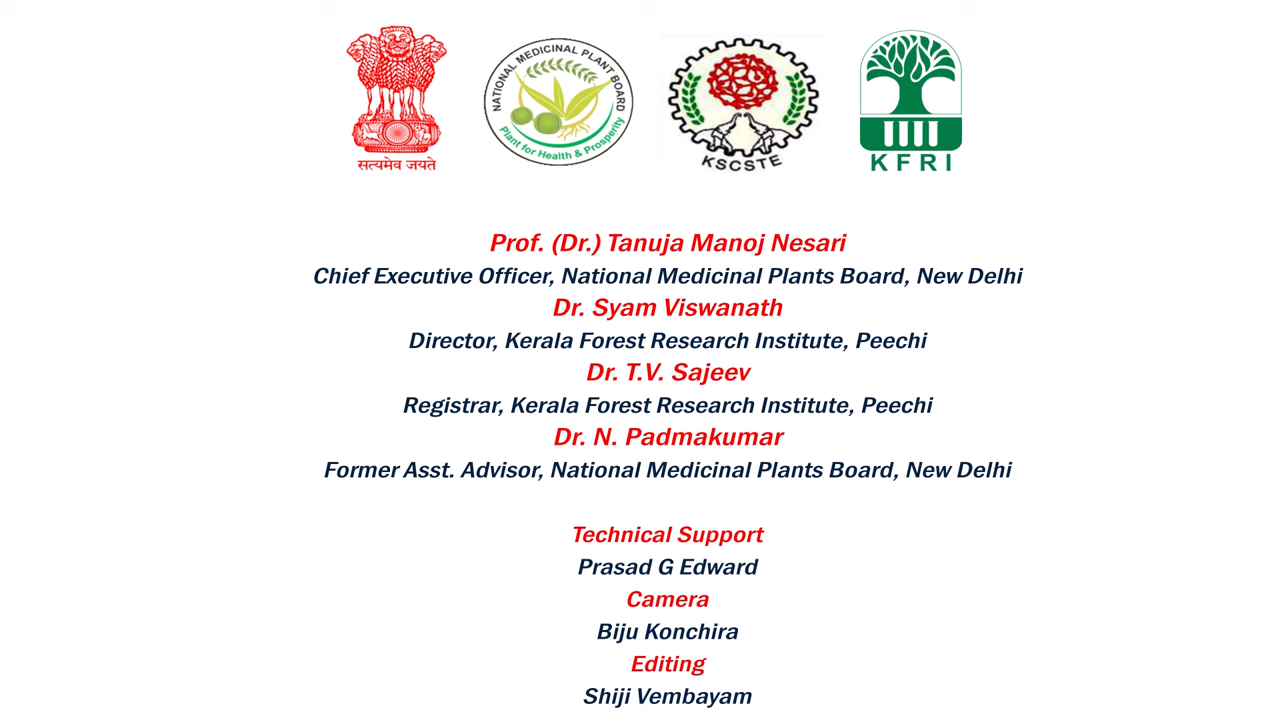 सत्यमेव जयते
NATIONAL MEDICINAL PLANT BOARD
Plant for Health & Prosperity
KSCSTE
KFRI
Prof. (Dr.) Tanuja Manoj Nesari
Chief Executive Officer, National Medicinal Plants Board, New Delhi
Dr. Syam Viswanath
Director, Kerala Forest Research Institute, Peechi
Dr. T.V. Sajeev
Registrar, Kerala Forest Research Institute, Peechi
Dr. N. Padmakumar
Former Asst. Advisor, National Medicinal Plants Board, New Delhi
Technical Support
Prasad G Edward
Camera
Biju Konchira
Editing
Shiji Vembayam